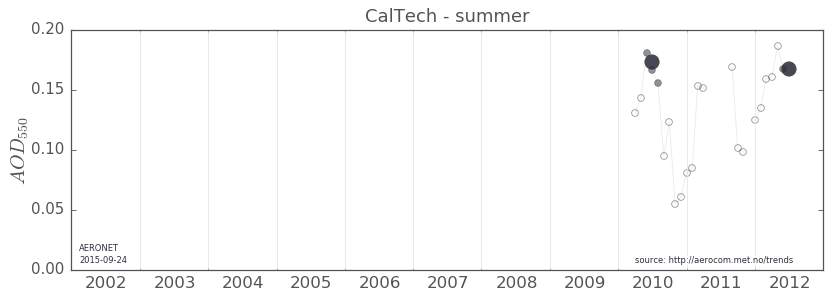 CalTech - summer
0.20
0.15
0.10
0.05
0.00
AOD550
AERONET
2015-09-24
source: http://aerocom.met.no/trends
2002 2003 2004 2005 2006 2007 2008 2009 2010 2011 2012